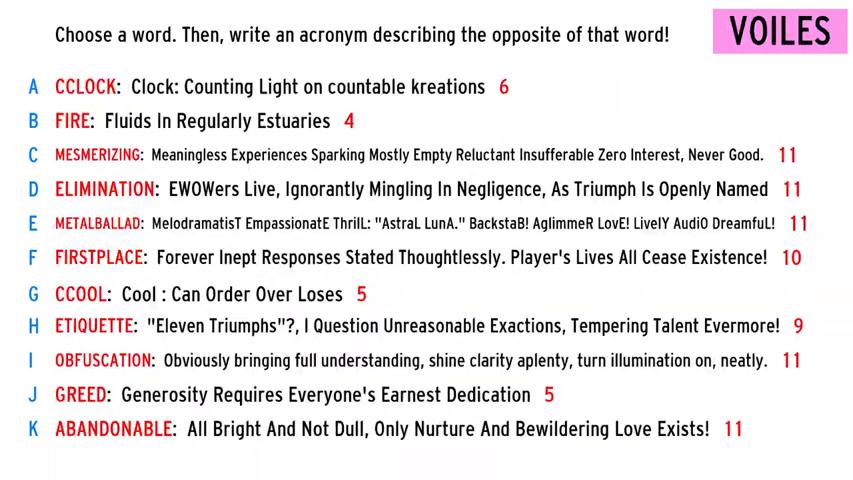 Choose a word. Then, write an acronym describing the opposite of that word!
VOILES
A CCLOCK: Clock: Counting Light on countable kreations 6
B FIRE: Fluids In Regularly Estuaries 4
C MESMERIZING: Meaningless Experiences Sparking Mostly Empty Reluctant Insufferable Zero Interest, Never Good. 11
D ELIMINATION: EWOWers Live, Ignorantly Mingling In Negligence, As Triumph Is Openly Named 11
E METALBALLAD: MelodramatisT EmpassionatE ThrilL: "AstraL LunA." BackstaB! AglimmeR LovE! LivelY AudiO DreamfuL! 11
F FIRSTPLACE: Forever Inept Responses Stated Thoughtlessly. Player's Lives All Cease Existence! 10
G CCOOL: Cool : Can Order Over Loses 5
H ETIQUETTE: "Eleven Triumphs"?, I Question Unreasonable Exactions, Tempering Talent Evermore! 9
I OBFUSCATION: Obviously bringing full understanding, shine clarity aplenty, turn illumination on, neatly. 11
J GREED: Generosity Requires Everyone's Earnest Dedication 5
K ABANDONABLE: All Bright And Not Dull, Only Nurture And Bewildering Love Exists! 11